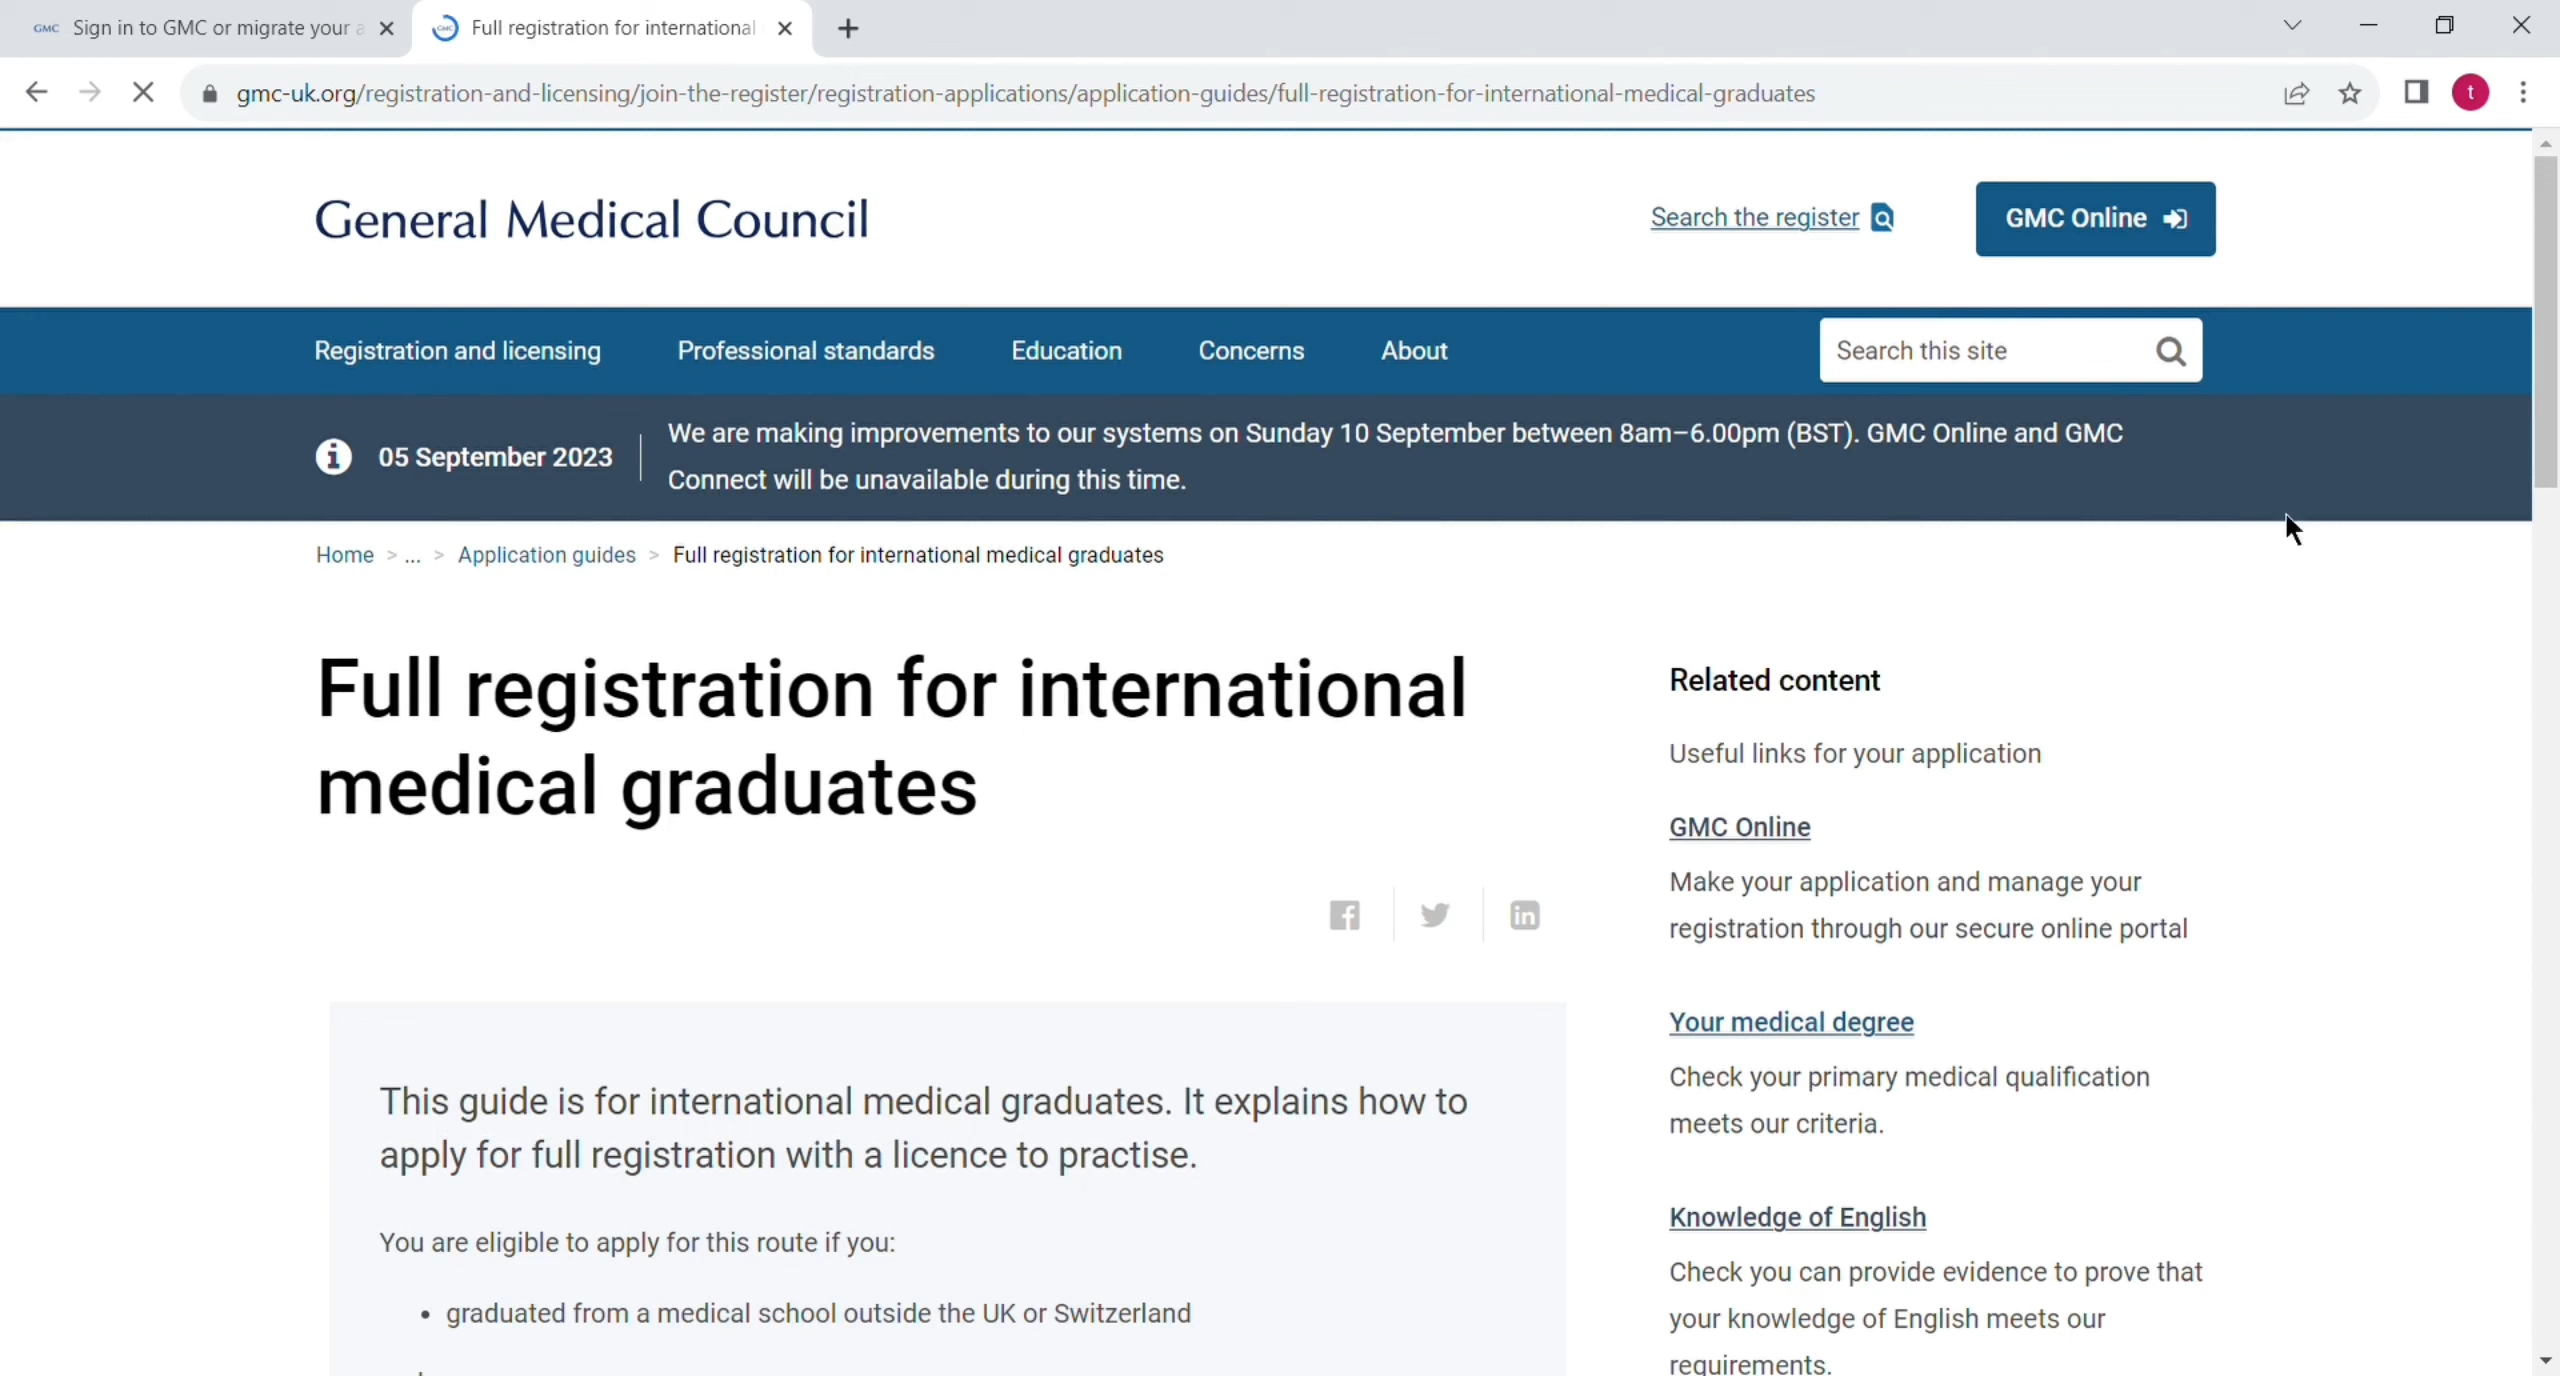 GMC Sign in to GMC or migrate your a
GMC Full registration for international
gmc-uk.org/registration-and-licensing/join-the-register/registration-applications/application-guides/full-registration-for-international-medical-graduates
t
General Medical Council
Search the register
GMC Online
Registration and licensing Professional standards Education Concerns About
Search this site
05 September 2023
We are making improvements to our systems on Sunday 10 September between 8am–6.00pm (BST). GMC Online and GMC
Connect will be unavailable during this time.
Home > ... > Application guides > Full registration for international medical graduates
Full registration for international
medical graduates
This guide is for international medical graduates. It explains how to
apply for full registration with a licence to practise.
You are eligible to apply for this route if you:
• graduated from a medical school outside the UK or Switzerland
Related content
Useful links for your application
GMC Online
Make your application and manage your
registration through our secure online portal
Your medical degree
Check your primary medical qualification
meets our criteria.
Knowledge of English
Check you can provide evidence to prove that
your knowledge of English meets our
requirements.